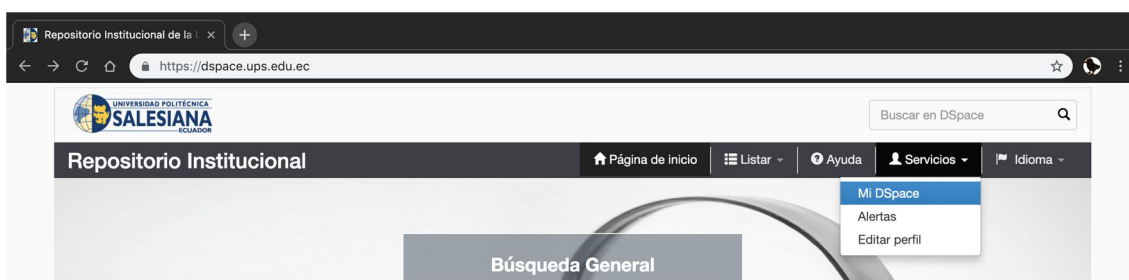 Repositorio Institucional de la
https://dspace.ups.edu.ec
UNIVERSIDAD POLITÉCNICA
SALESIANA
ECUADOR
Buscar en DSpace
Repositorio Institucional
Página de inicio
Listar
Ayuda
Servicios
Idioma
Mi DSpace
Alertas
Editar perfil
Búsqueda General